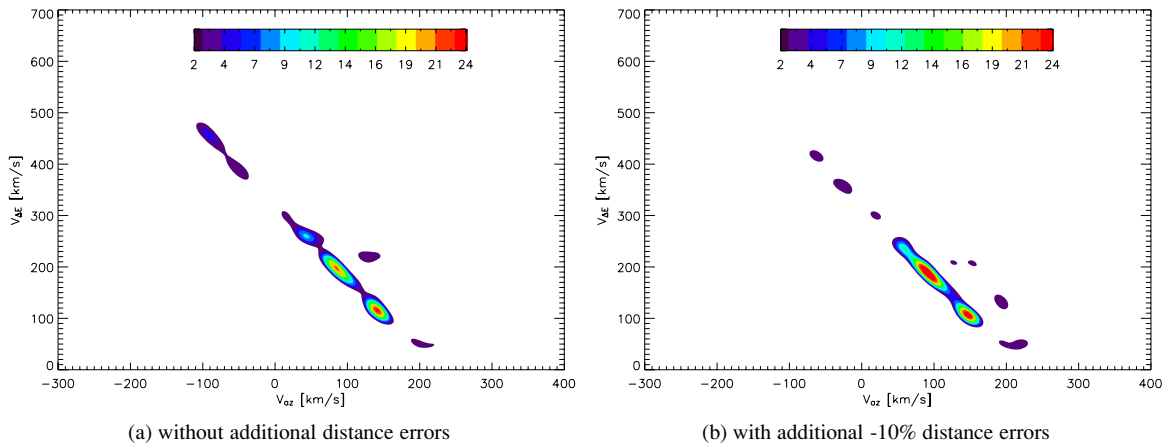 700
600
500
400
300
200
100
0
V_ΔE [km/s]
2 4 7 9 12 14 16 19 21 24
−300 −200 −100 0 100 200 300 400
V_az [km/s]
(a) without additional distance errors
700
600
500
400
300
200
100
0
V_ΔE [km/s]
2 4 7 9 12 14 16 19 21 24
−300 −200 −100 0 100 200 300 400
V_az [km/s]
(b) with additional -10% distance errors